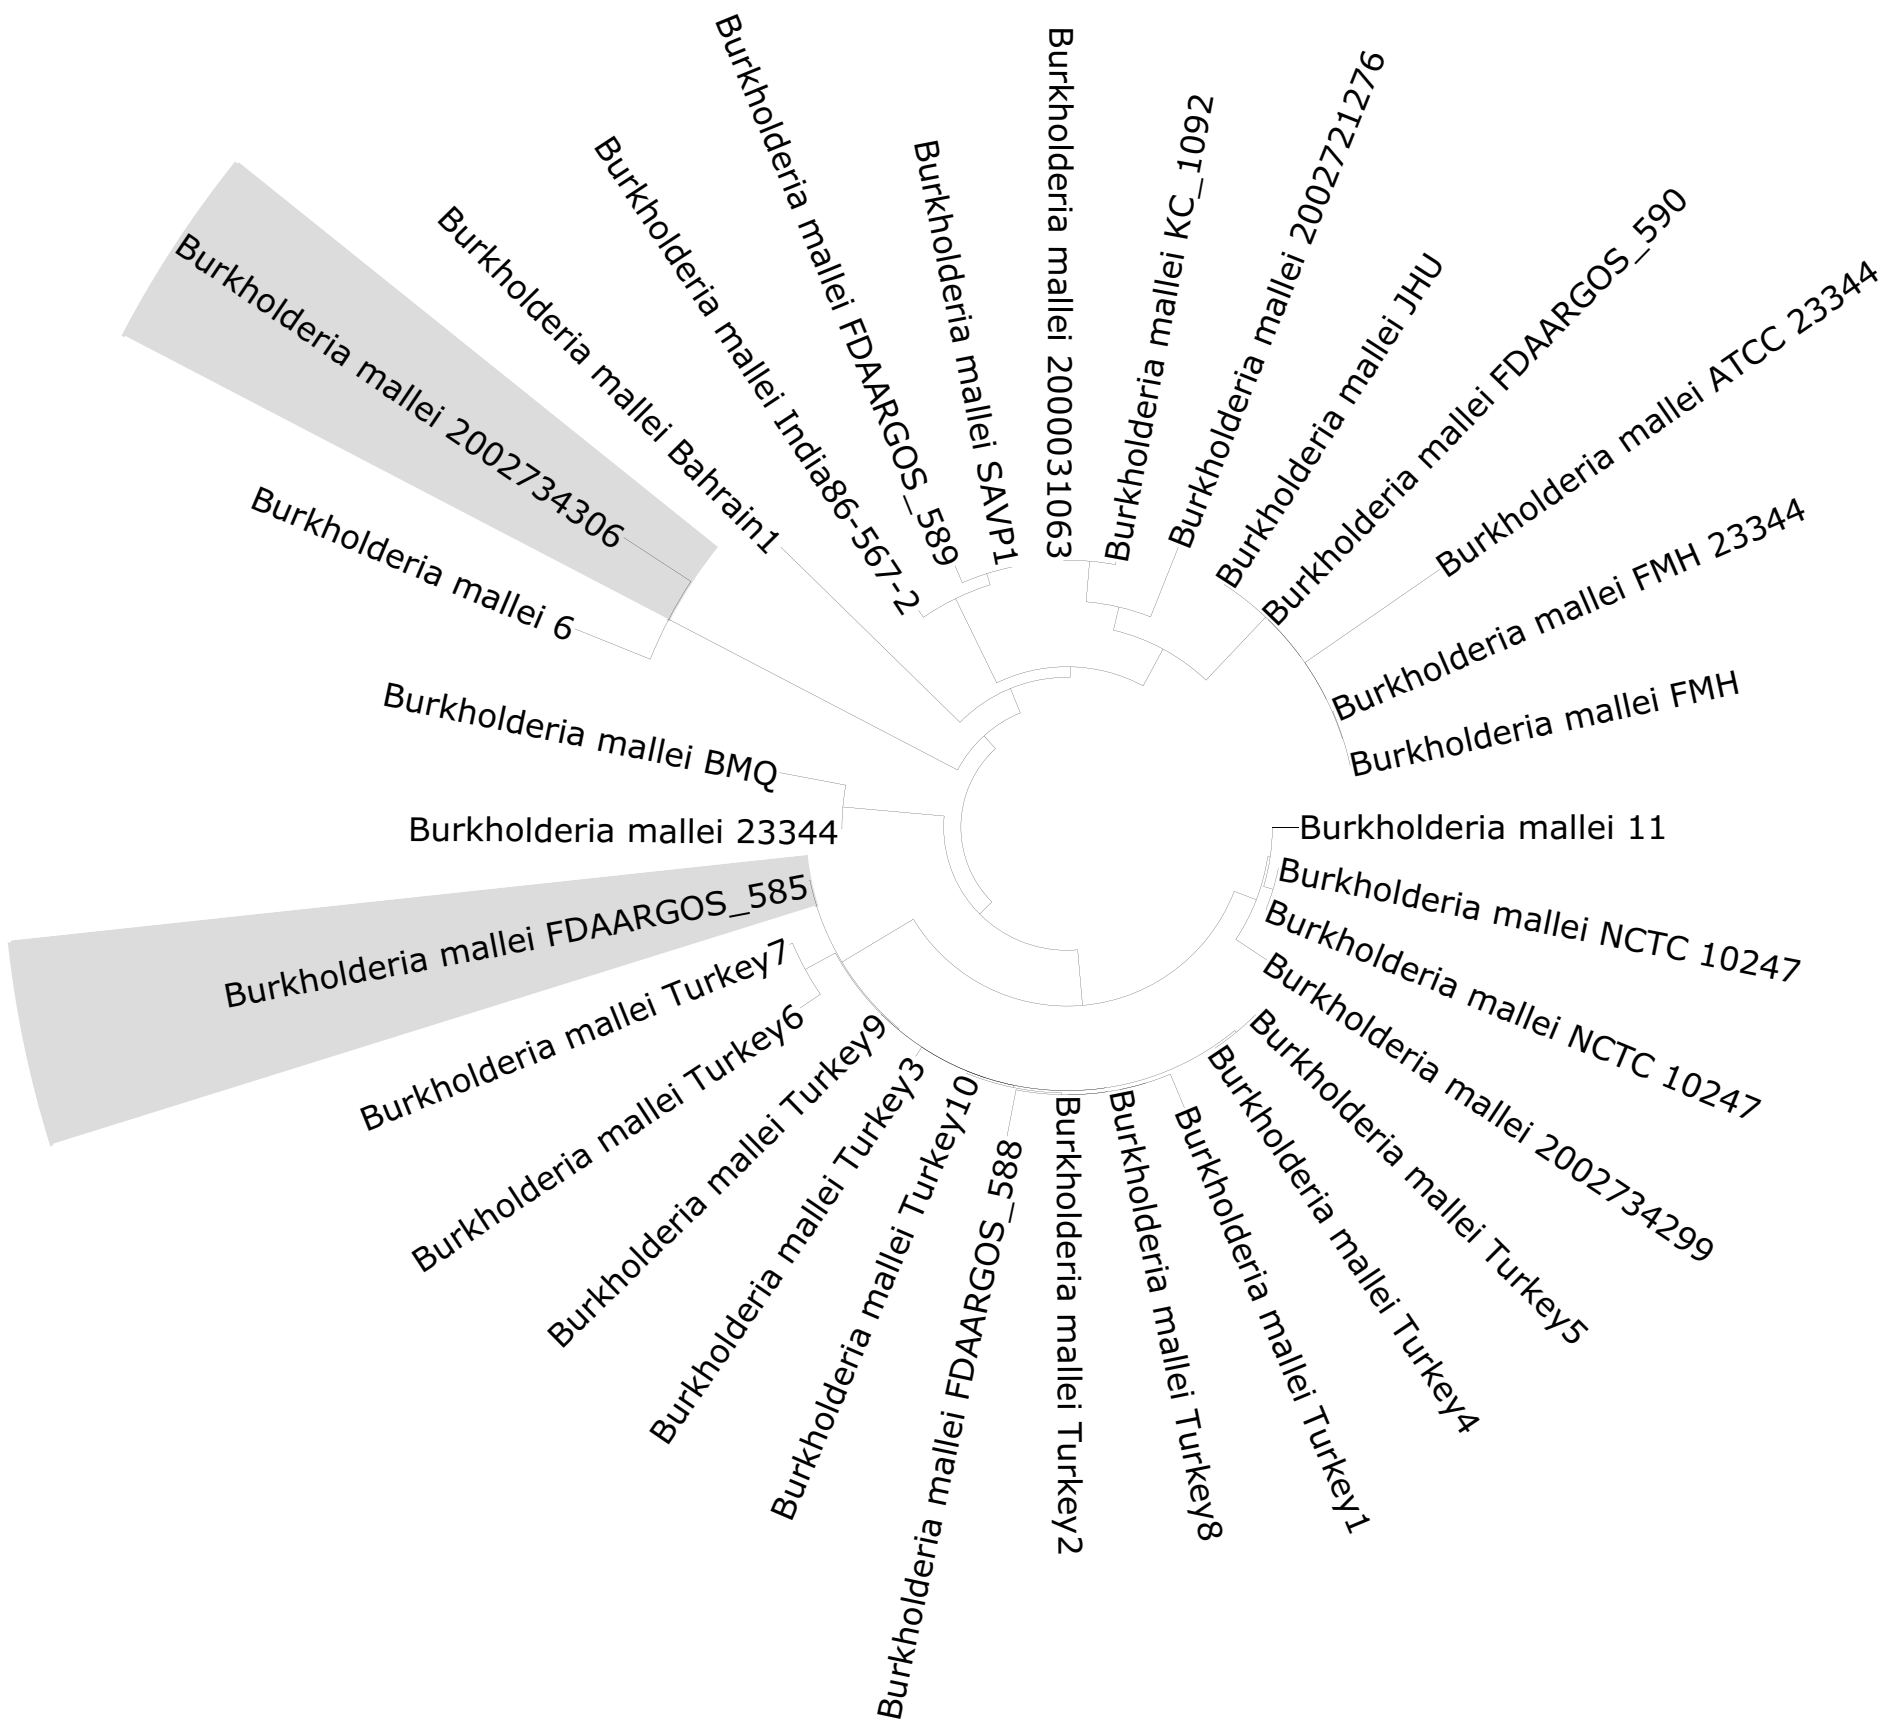 Burkholderia mallei 2000031063
Burkholderia mallei KC_1092
Burkholderia mallei 2002721276
Burkholderia mallei JHU
Burkholderia mallei FDAARGOS_590
Burkholderia mallei ATCC 23344
Burkholderia mallei FMH 23344
Burkholderia mallei FMH
Burkholderia mallei 11
Burkholderia mallei NCTC 10247
Burkholderia mallei NCTC 10247
Burkholderia mallei 2002734299
Burkholderia mallei Turkey5
Burkholderia mallei Turkey4
Burkholderia mallei Turkey1
Burkholderia mallei Turkey8
Burkholderia mallei Turkey2
Burkholderia mallei FDAARGOS_588
Burkholderia mallei Turkey10
Burkholderia mallei Turkey3
Burkholderia mallei Turkey9
Burkholderia mallei Turkey6
Burkholderia mallei Turkey7
Burkholderia mallei FDAARGOS_585
Burkholderia mallei 23344
Burkholderia mallei BMQ
Burkholderia mallei 6
Burkholderia mallei 2002734306
Burkholderia mallei Bahrain1
Burkholderia mallei India86-567-2
Burkholderia mallei FDAARGOS_589
Burkholderia mallei SAVP1